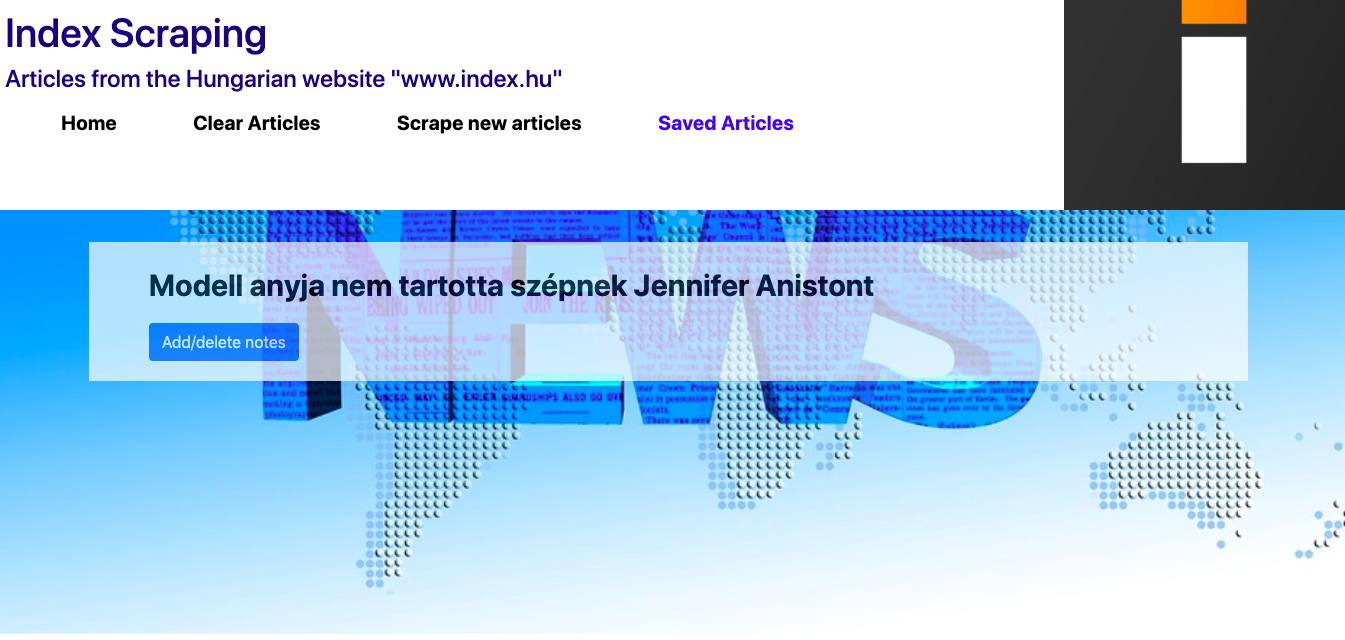 Index Scraping
Articles from the Hungarian website "www.index.hu"
Home Clear Articles Scrape new articles Saved Articles
i
NEWS
Modell anyja nem tartotta szépnek Jennifer Anistont
Add/delete notes